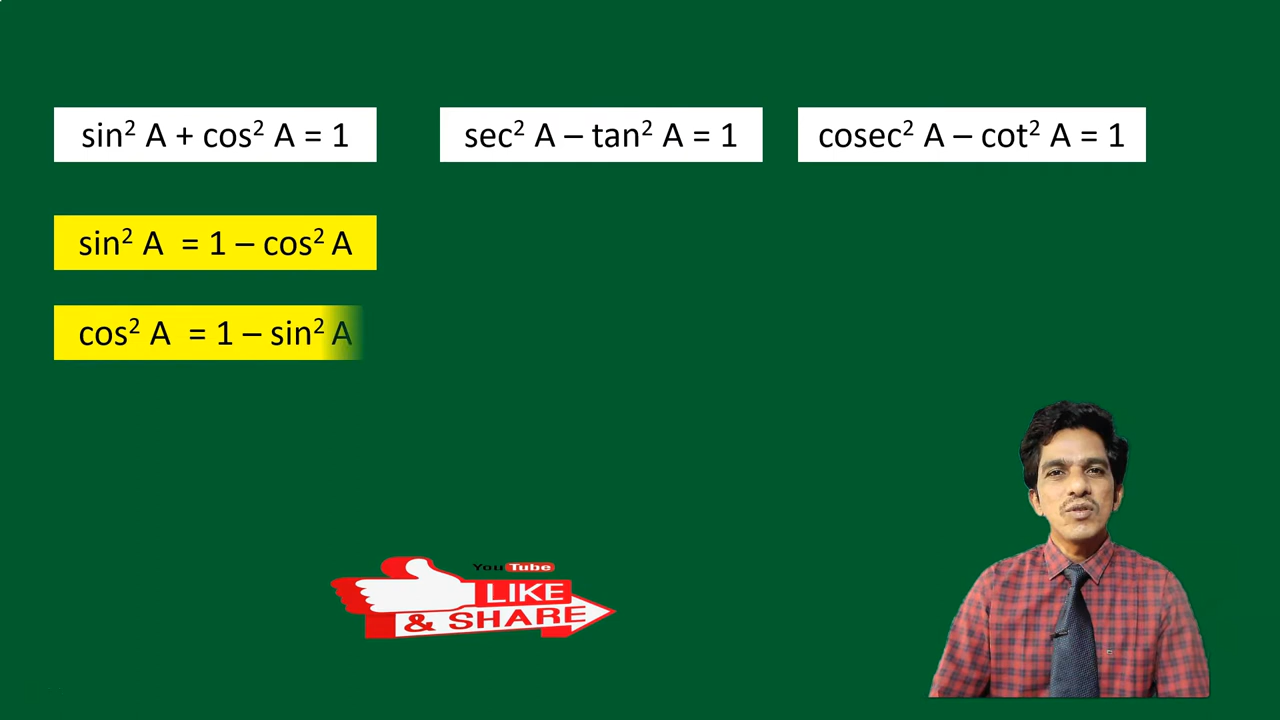 sin² A + cos² A = 1
sec² A – tan² A = 1
cosec² A – cot² A = 1
sin² A = 1 – cos² A
cos² A = 1 – sin² A
YouTube
LIKE
& SHARE